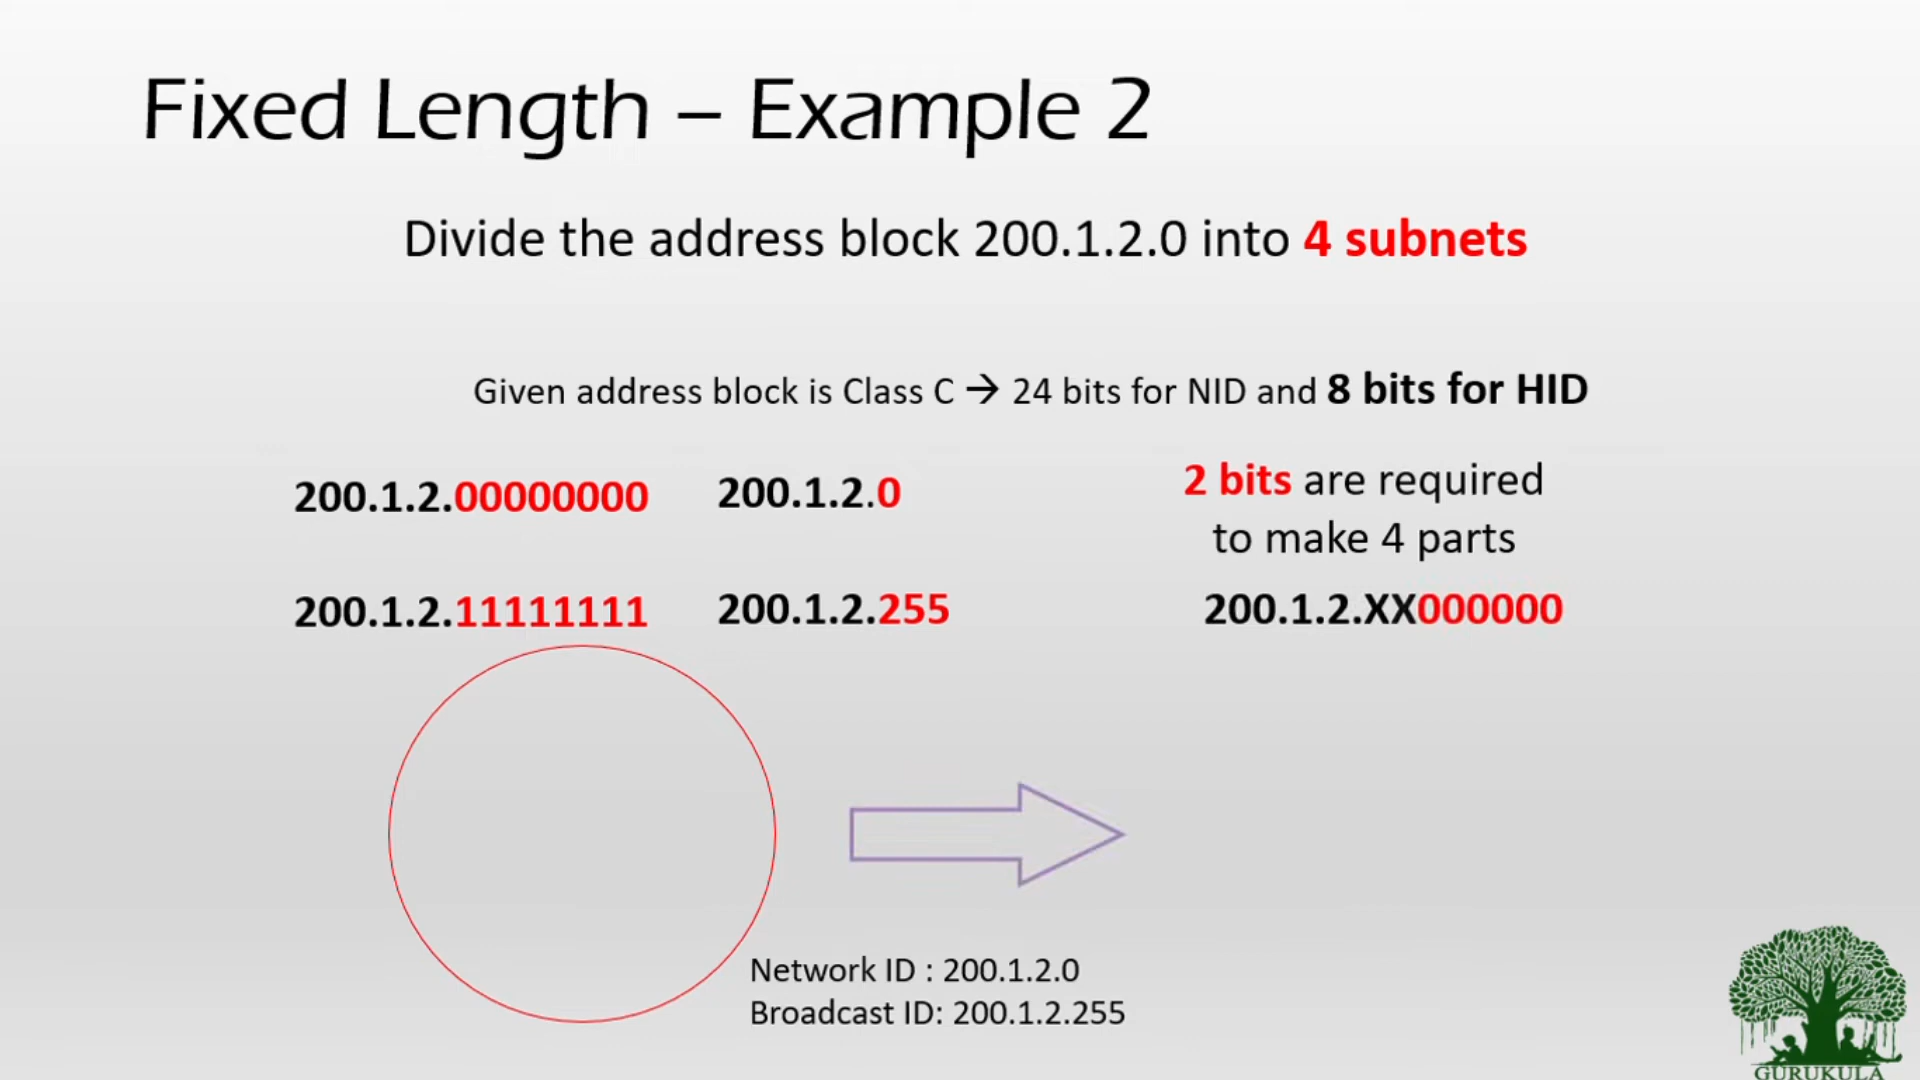 Fixed Length – Example 2
Divide the address block 200.1.2.0 into 4 subnets
Given address block is Class C → 24 bits for NID and 8 bits for HID
200.1.2.00000000
200.1.2.0
2 bits are required
to make 4 parts
200.1.2.11111111
200.1.2.255
200.1.2.XX000000
Network ID : 200.1.2.0
Broadcast ID: 200.1.2.255
GURUKULA